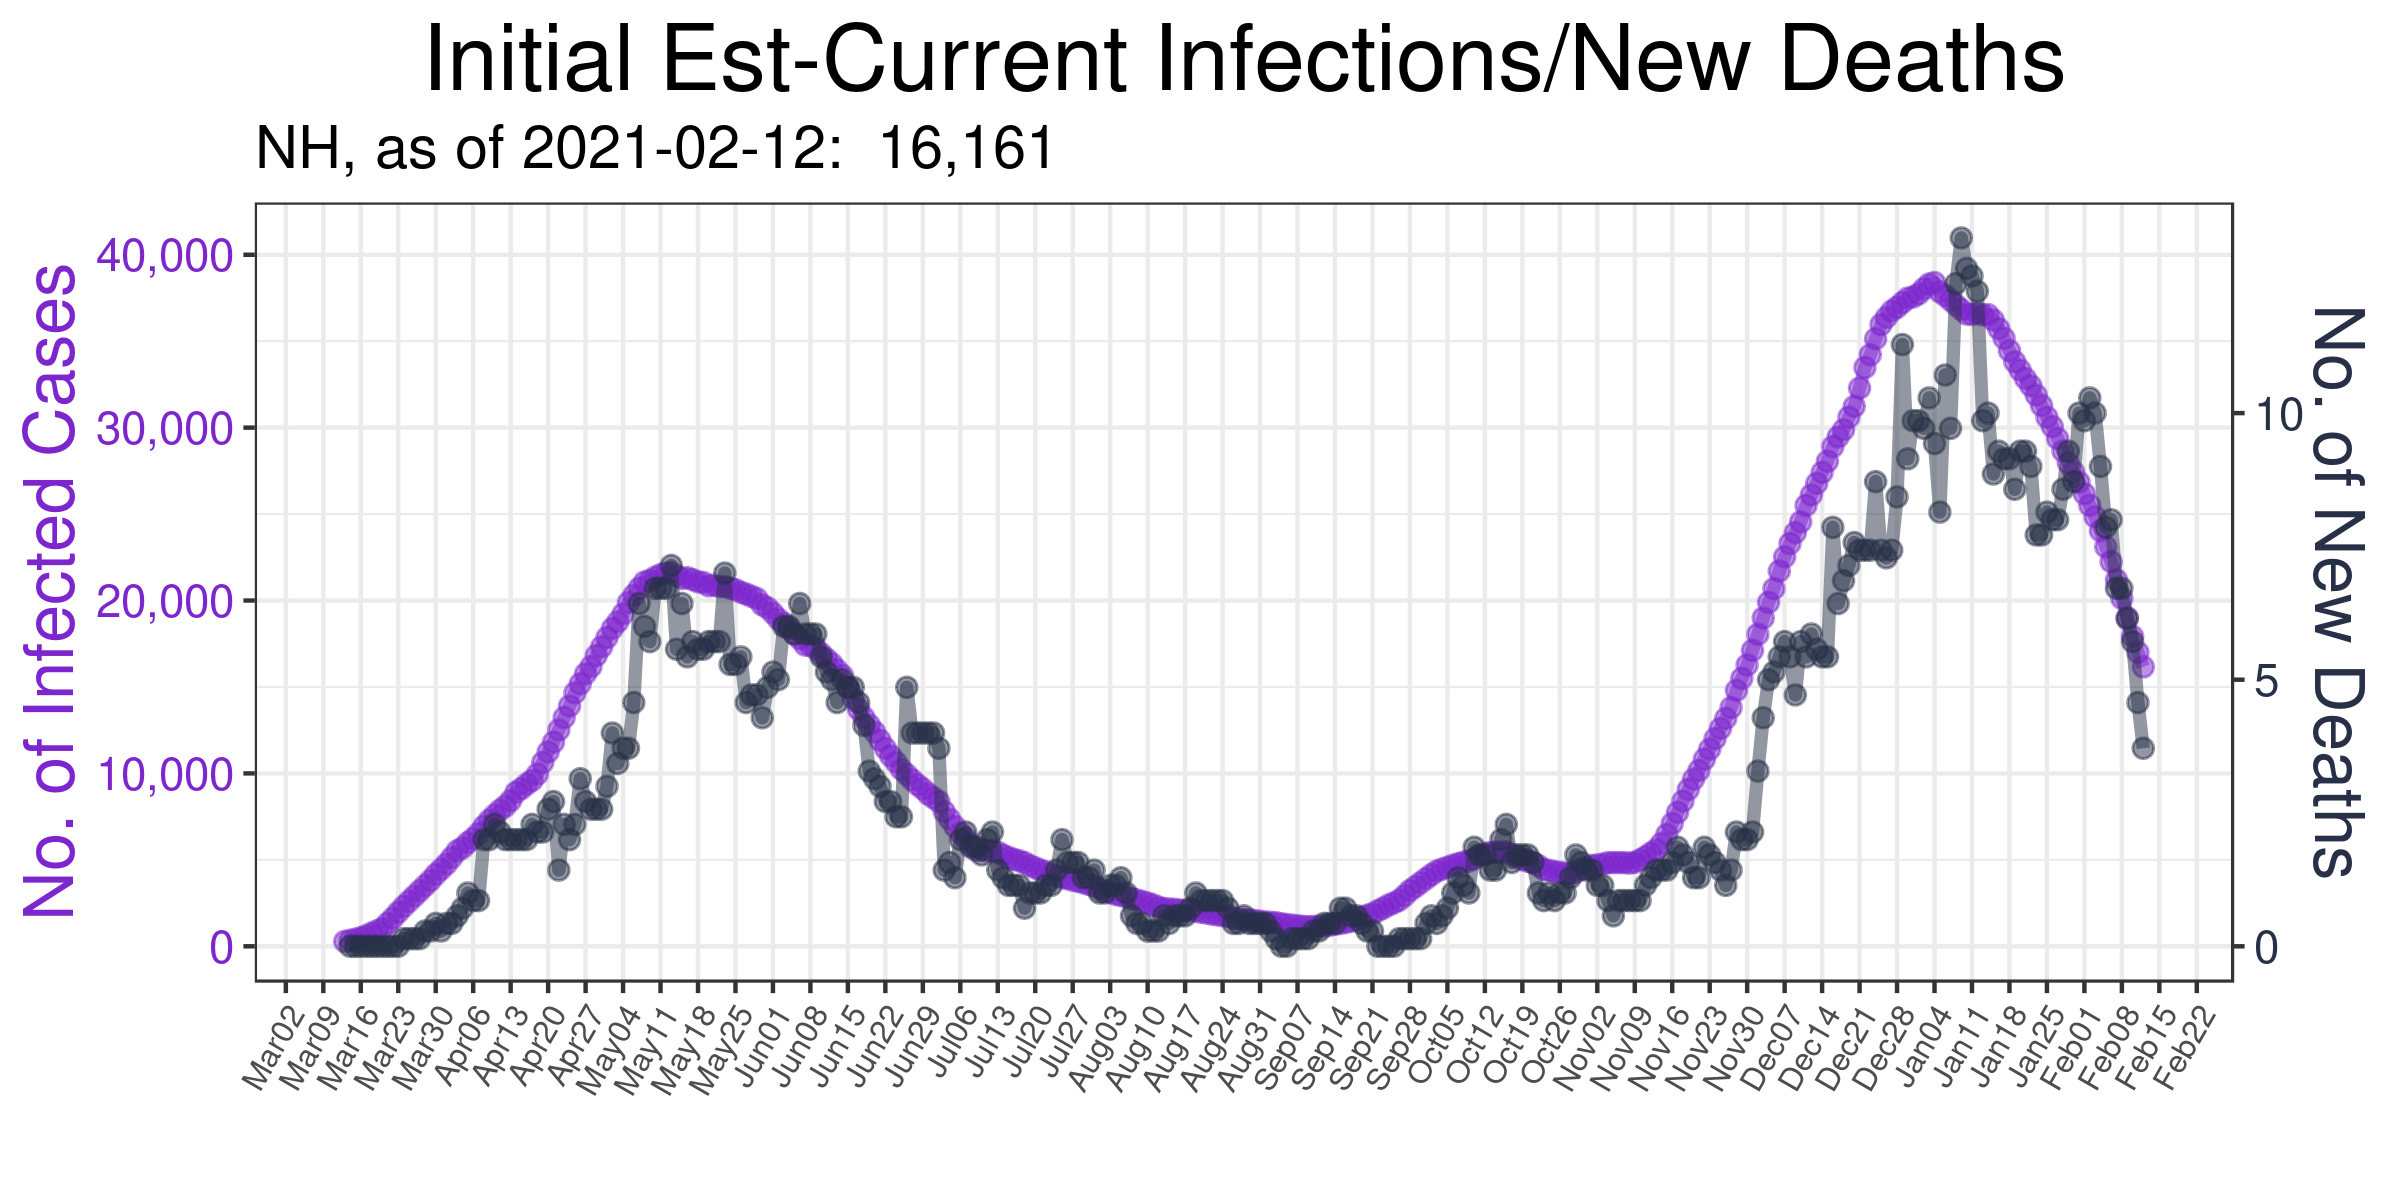 Initial Est-Current Infections/New Deaths
NH, as of 2021-02-12:  16,161
No. of Infected Cases
40,000
30,000
20,000
10,000
0
No. of New Deaths
10
5
0
Mar02
Mar09
Mar16
Mar23
Mar30
Apr06
Apr13
Apr20
Apr27
May04
May11
May18
May25
Jun01
Jun08
Jun15
Jun22
Jun29
Jul06
Jul13
Jul20
Jul27
Aug03
Aug10
Aug17
Aug24
Aug31
Sep07
Sep14
Sep21
Sep28
Oct05
Oct12
Oct19
Oct26
Nov02
Nov09
Nov16
Nov23
Nov30
Dec07
Dec14
Dec21
Dec28
Jan04
Jan11
Jan18
Jan25
Feb01
Feb08
Feb15
Feb22